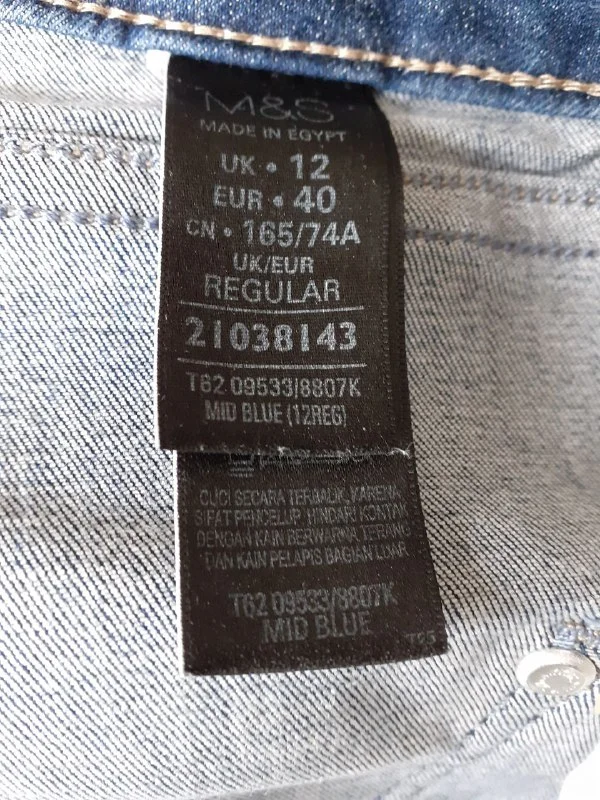 M&S
MADE IN EGYPT
UK • 12
EUR • 40
CN • 165/74A
UK/EUR
REGULAR
21038143
T62 09533/8807K
MID BLUE (12REG)
CUCI SECARA TERBALIK, KARENA
SIFAT PENCELUP. HINDARI KONTAK
DENGAN KAIN BERWARNA TERANG
DAN KAIN PELAPIS BAGIAN LUAR
T62 09533/8807K
MID BLUE